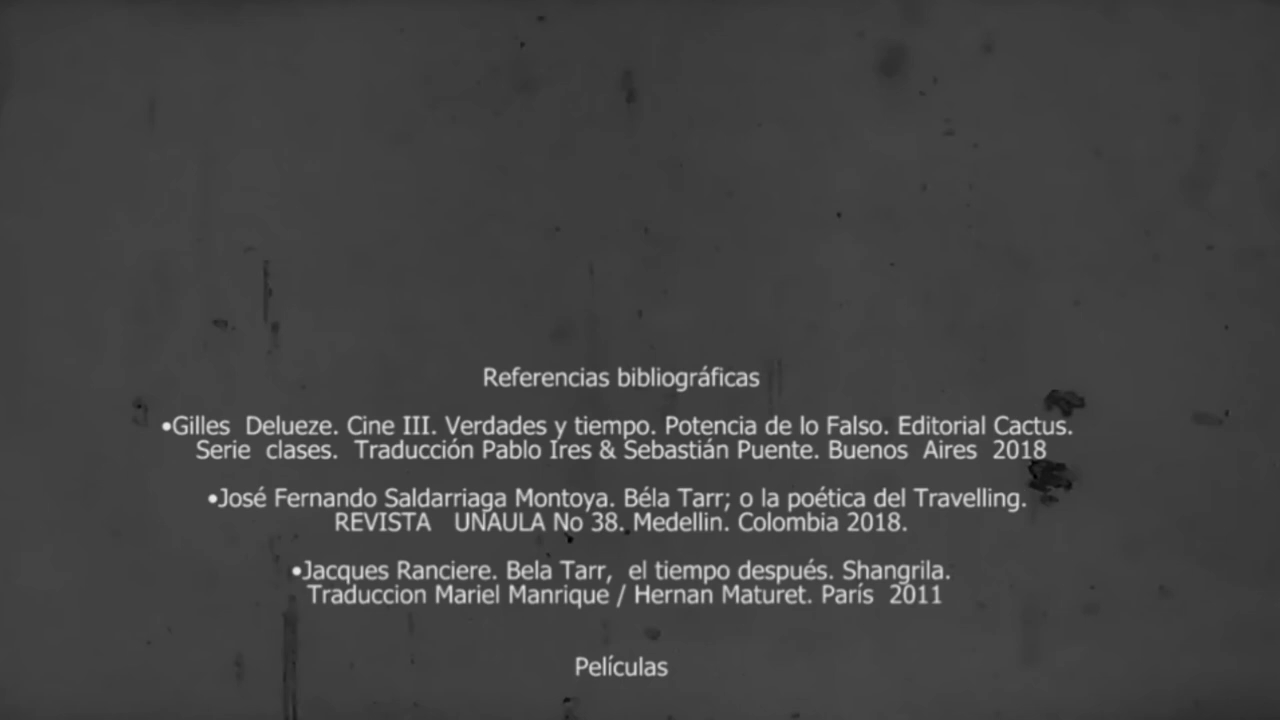 Referencias bibliográficas
•Gilles Delueze. Cine III. Verdades y tiempo. Potencia de lo Falso. Editorial Cactus.
Serie clases. Traducción Pablo Ires & Sebastián Puente. Buenos Aires 2018
•José Fernando Saldarriaga Montoya. Béla Tarr; o la poética del Travelling.
REVISTA UNAULA No 38. Medellin. Colombia 2018.
•Jacques Ranciere. Bela Tarr, el tiempo después. Shangrila.
Traduccion Mariel Manrique / Hernan Maturet. París 2011
Películas